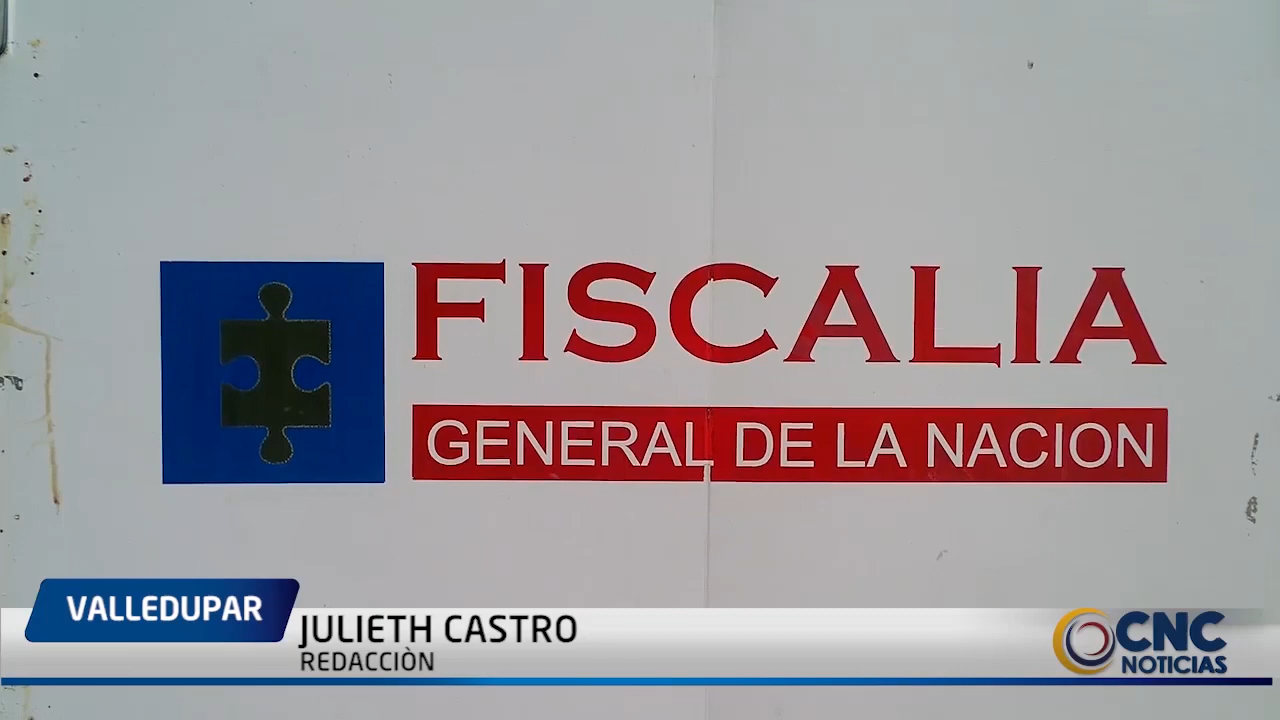 FISCALIA
GENERAL DE LA NACION
VALLEDUPAR
JULIETH CASTRO
REDACCIÒN
CNC
NOTICIAS